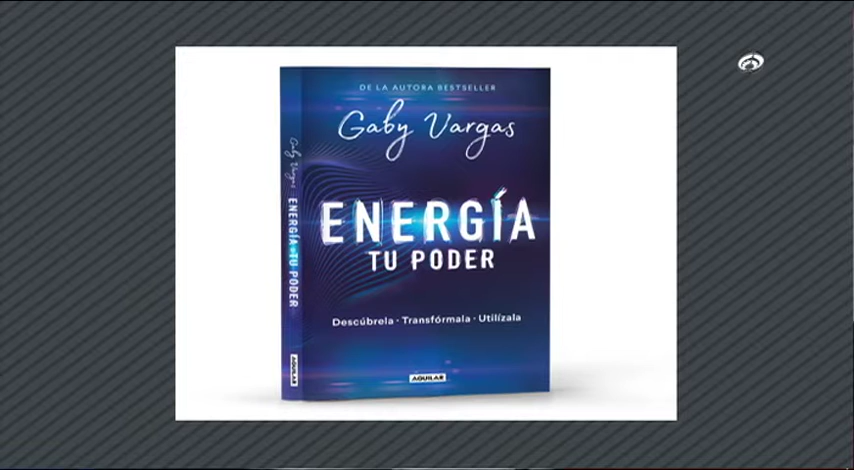 DE LA AUTORA BESTSELLER
Gaby Vargas
ENERGÍA
TU PODER
Descúbrela · Transfórmala · Utilízala
AGUILAR
Gaby Vargas ENERGÍA TU PODER AGUILAR